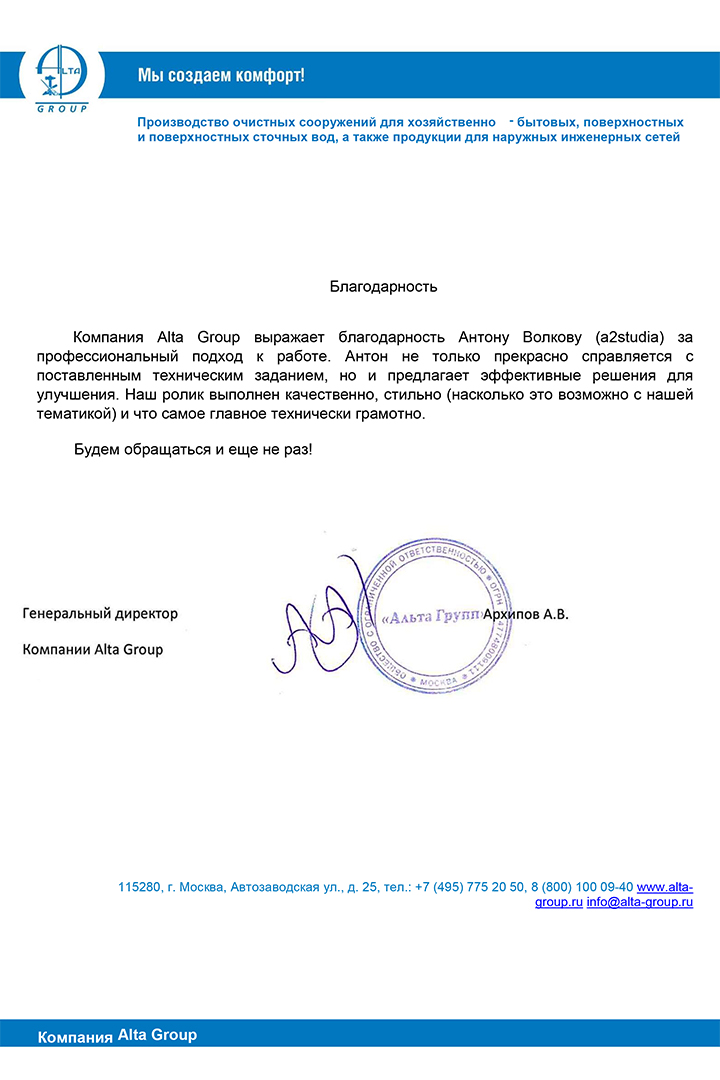 ALTA
GROUP
Мы создаем комфорт!
Производство очистных сооружений для хозяйственно - бытовых, поверхностных
и поверхностных сточных вод, а также продукции для наружных инженерных сетей
Благодарность
Компания Alta Group выражает благодарность Антону Волкову (a2studia) за
профессиональный подход к работе. Антон не только прекрасно справляется с
поставленным техническим заданием, но и предлагает эффективные решения для
улучшения. Наш ролик выполнен качественно, стильно (насколько это возможно с нашей
тематикой) и что самое главное технически грамотно.
Будем обращаться и еще не раз!
ОБЩЕСТВО С ОГРАНИЧЕННОЙ ОТВЕТСТВЕННОСТЬЮ * ОГРН
* МОСКВА *
«Альта Групп
Генеральный директор
Архипов А.В.
Компании Alta Group
115280, г. Москва, Автозаводская ул., д. 25, тел.: +7 (495) 775 20 50, 8 (800) 100 09-40 www.alta-
group.ru info@alta-group.ru
Компания Alta Group